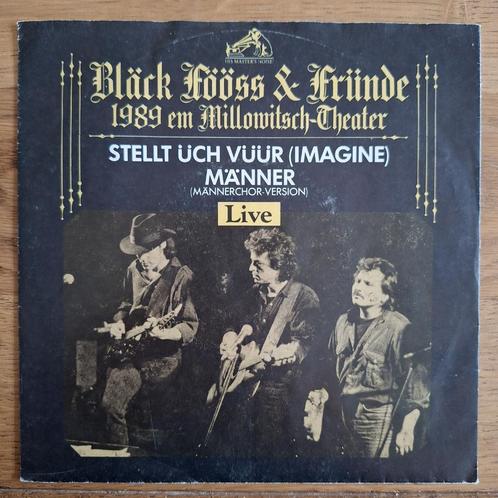 HIS MASTER'S VOICE
Bläck Fööss & Fründe
1989 em Millowitsch-Theater
STELLT ÜCH VÜÜR (IMAGINE)
MÄNNER
(MÄNNERCHOR-VERSION)
Live